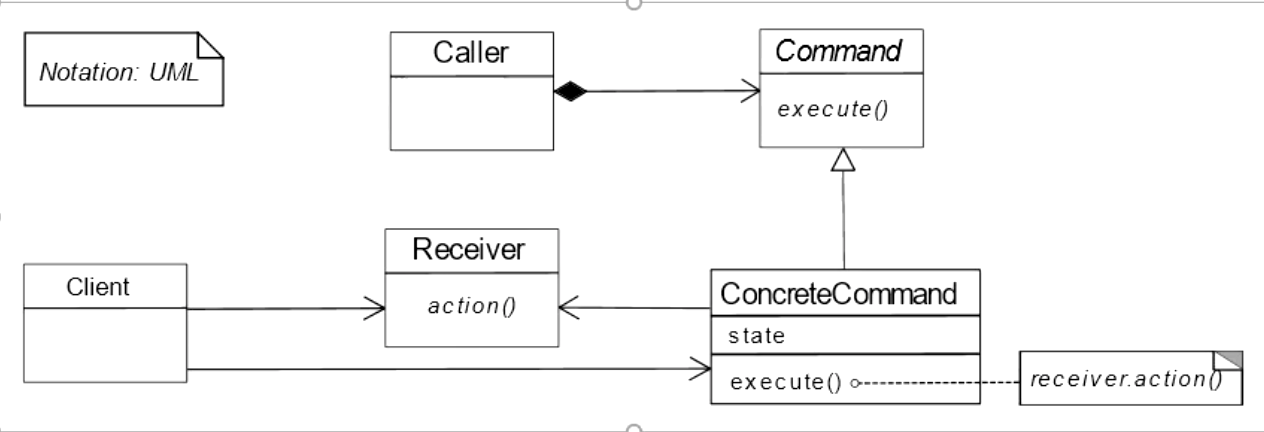 Notation: UML
Caller
Command
execute()
Receiver
action()
Client
ConcreteCommand
state
execute()
receiver.action()